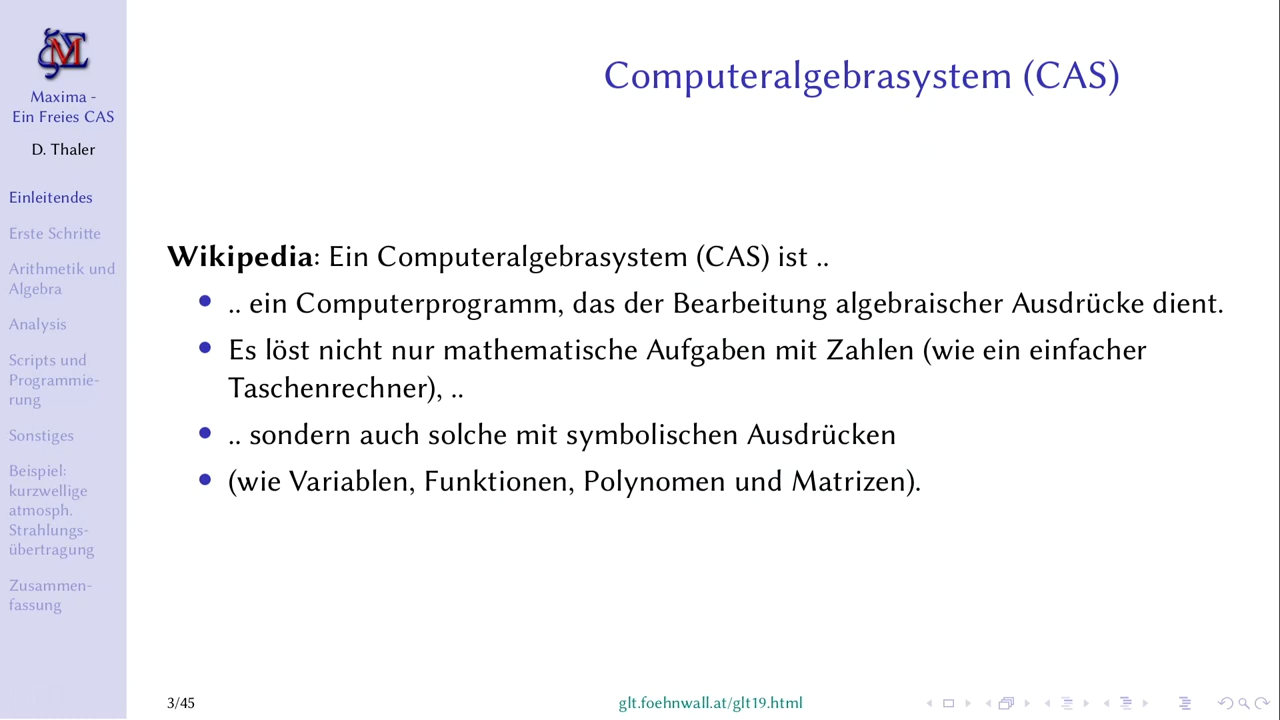 Maxima -
Ein Freies CAS
D. Thaler
Einleitendes
Erste Schritte
Arithmetik und
Algebra
Analysis
Scripts und
Programmie-
rung
Sonstiges
Beispiel:
kurzwellige
atmosph.
Strahlungs-
übertragung
Zusammen-
fassung
Computeralgebrasystem (CAS)
Wikipedia: Ein Computeralgebrasystem (CAS) ist ..
• .. ein Computerprogramm, das der Bearbeitung algebraischer Ausdrücke dient.
• Es löst nicht nur mathematische Aufgaben mit Zahlen (wie ein einfacher
Taschenrechner), ..
• .. sondern auch solche mit symbolischen Ausdrücken
• (wie Variablen, Funktionen, Polynomen und Matrizen).
3/45
glt.foehnwall.at/glt19.html